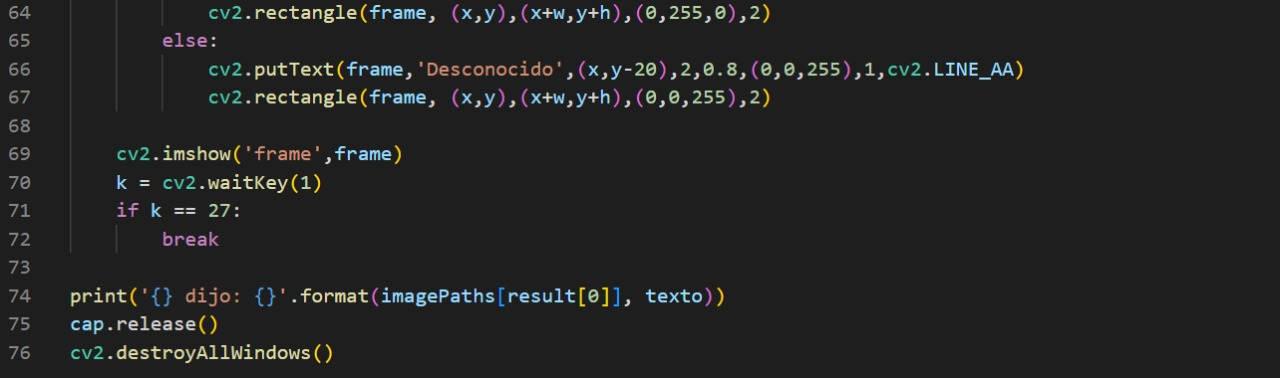 64 cv2.rectangle(frame, (x,y),(x+w,y+h),(0,255,0),2)
65 else:
66 cv2.putText(frame,'Desconocido',(x,y-20),2,0.8,(0,0,255),1,cv2.LINE_AA)
67 cv2.rectangle(frame, (x,y),(x+w,y+h),(0,0,255),2)
68
69 cv2.imshow('frame',frame)
70 k = cv2.waitKey(1)
71 if k == 27:
72 break
73
74 print('{} dijo: {}'.format(imagePaths[result[0]], texto))
75 cap.release()
76 cv2.destroyAllWindows()